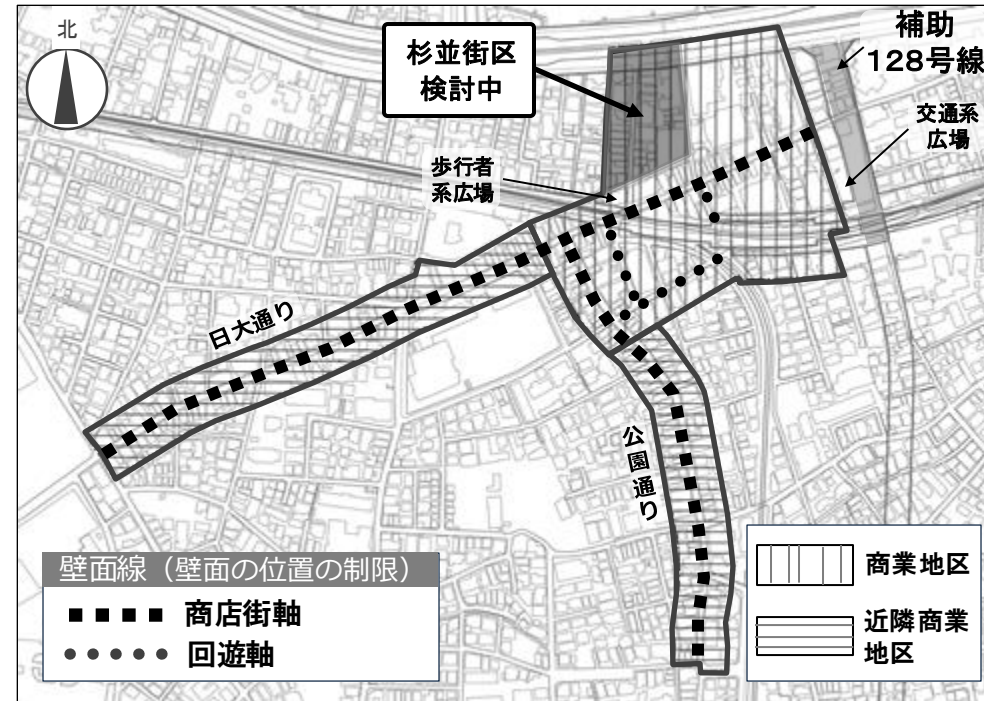 北
杉並街区
検討中
補助
128号線
交通系
広場
歩行者
系広場
日大通り
公園通り
壁面線（壁面の位置の制限）
商店街軸
回遊軸
商業地区
近隣商業
地区